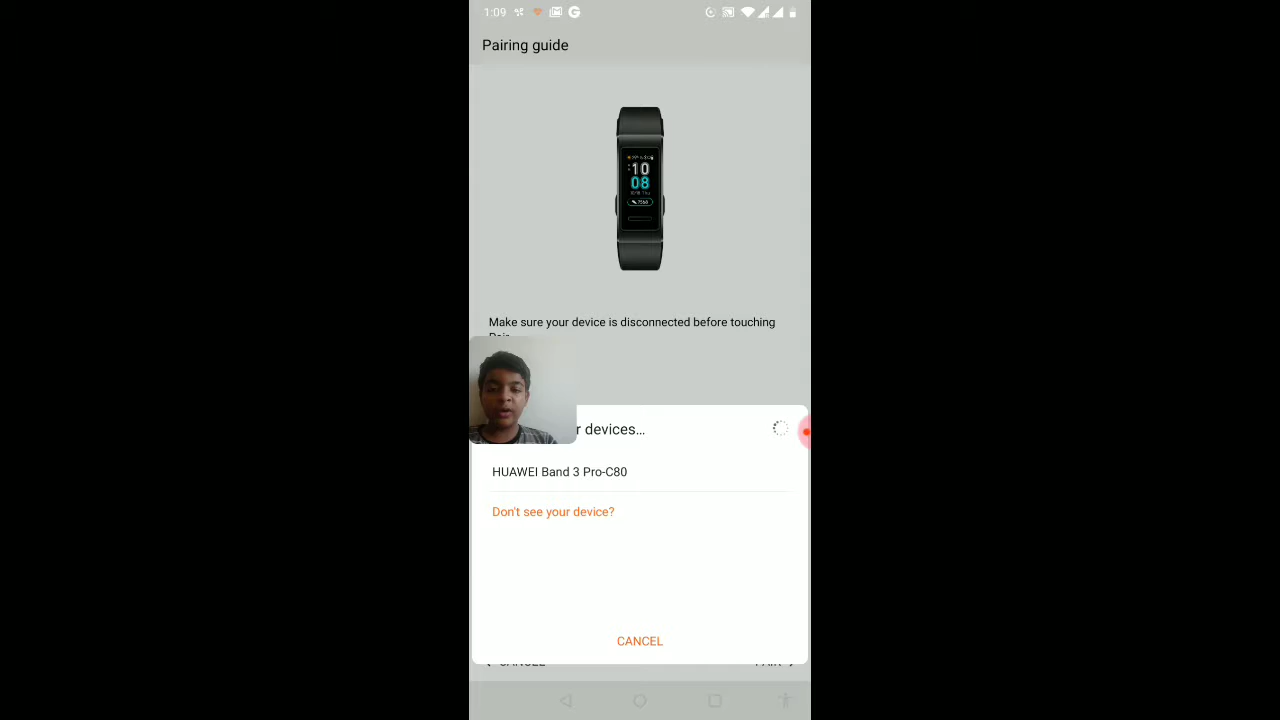 1:09
Pairing guide
10
08
Make sure your device is disconnected before touching
r devices...
HUAWEI Band 3 Pro-C80
Don't see your device?
CANCEL